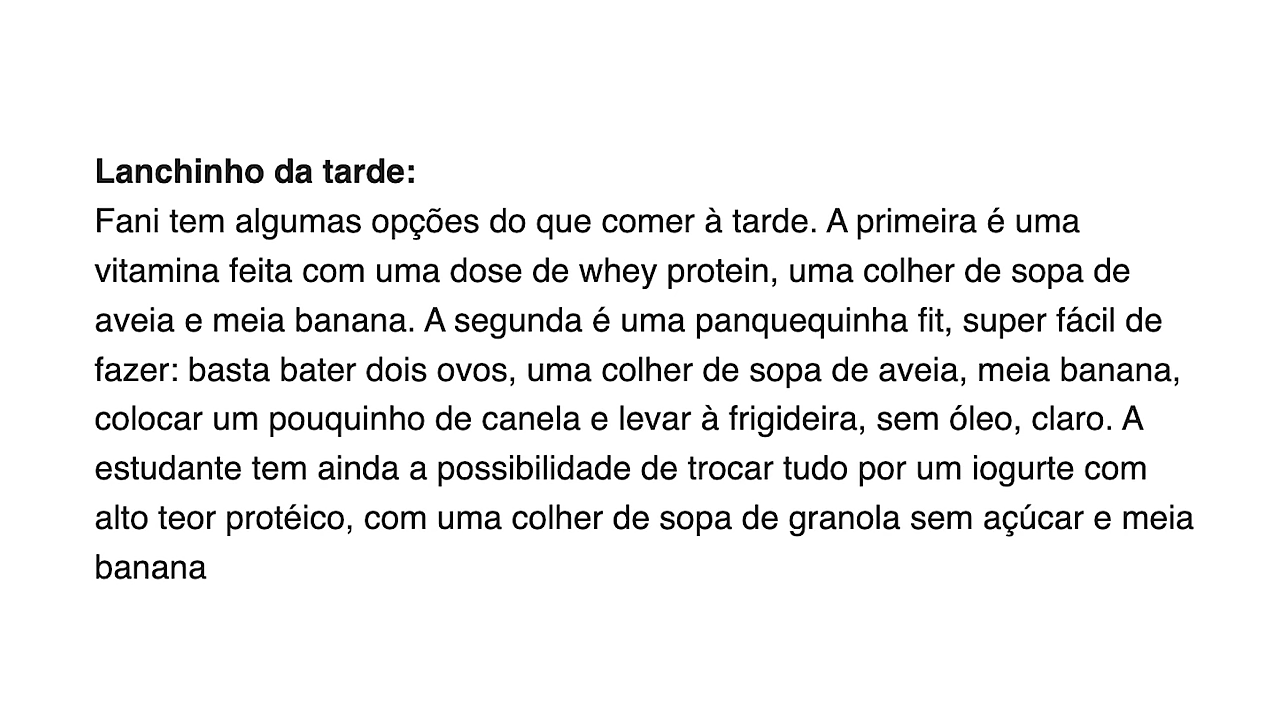 Lanchinho da tarde:
Fani tem algumas opções do que comer à tarde. A primeira é uma
vitamina feita com uma dose de whey protein, uma colher de sopa de
aveia e meia banana. A segunda é uma panquequinha fit, super fácil de
fazer: basta bater dois ovos, uma colher de sopa de aveia, meia banana,
colocar um pouquinho de canela e levar à frigideira, sem óleo, claro. A
estudante tem ainda a possibilidade de trocar tudo por um iogurte com
alto teor protéico, com uma colher de sopa de granola sem açúcar e meia
banana